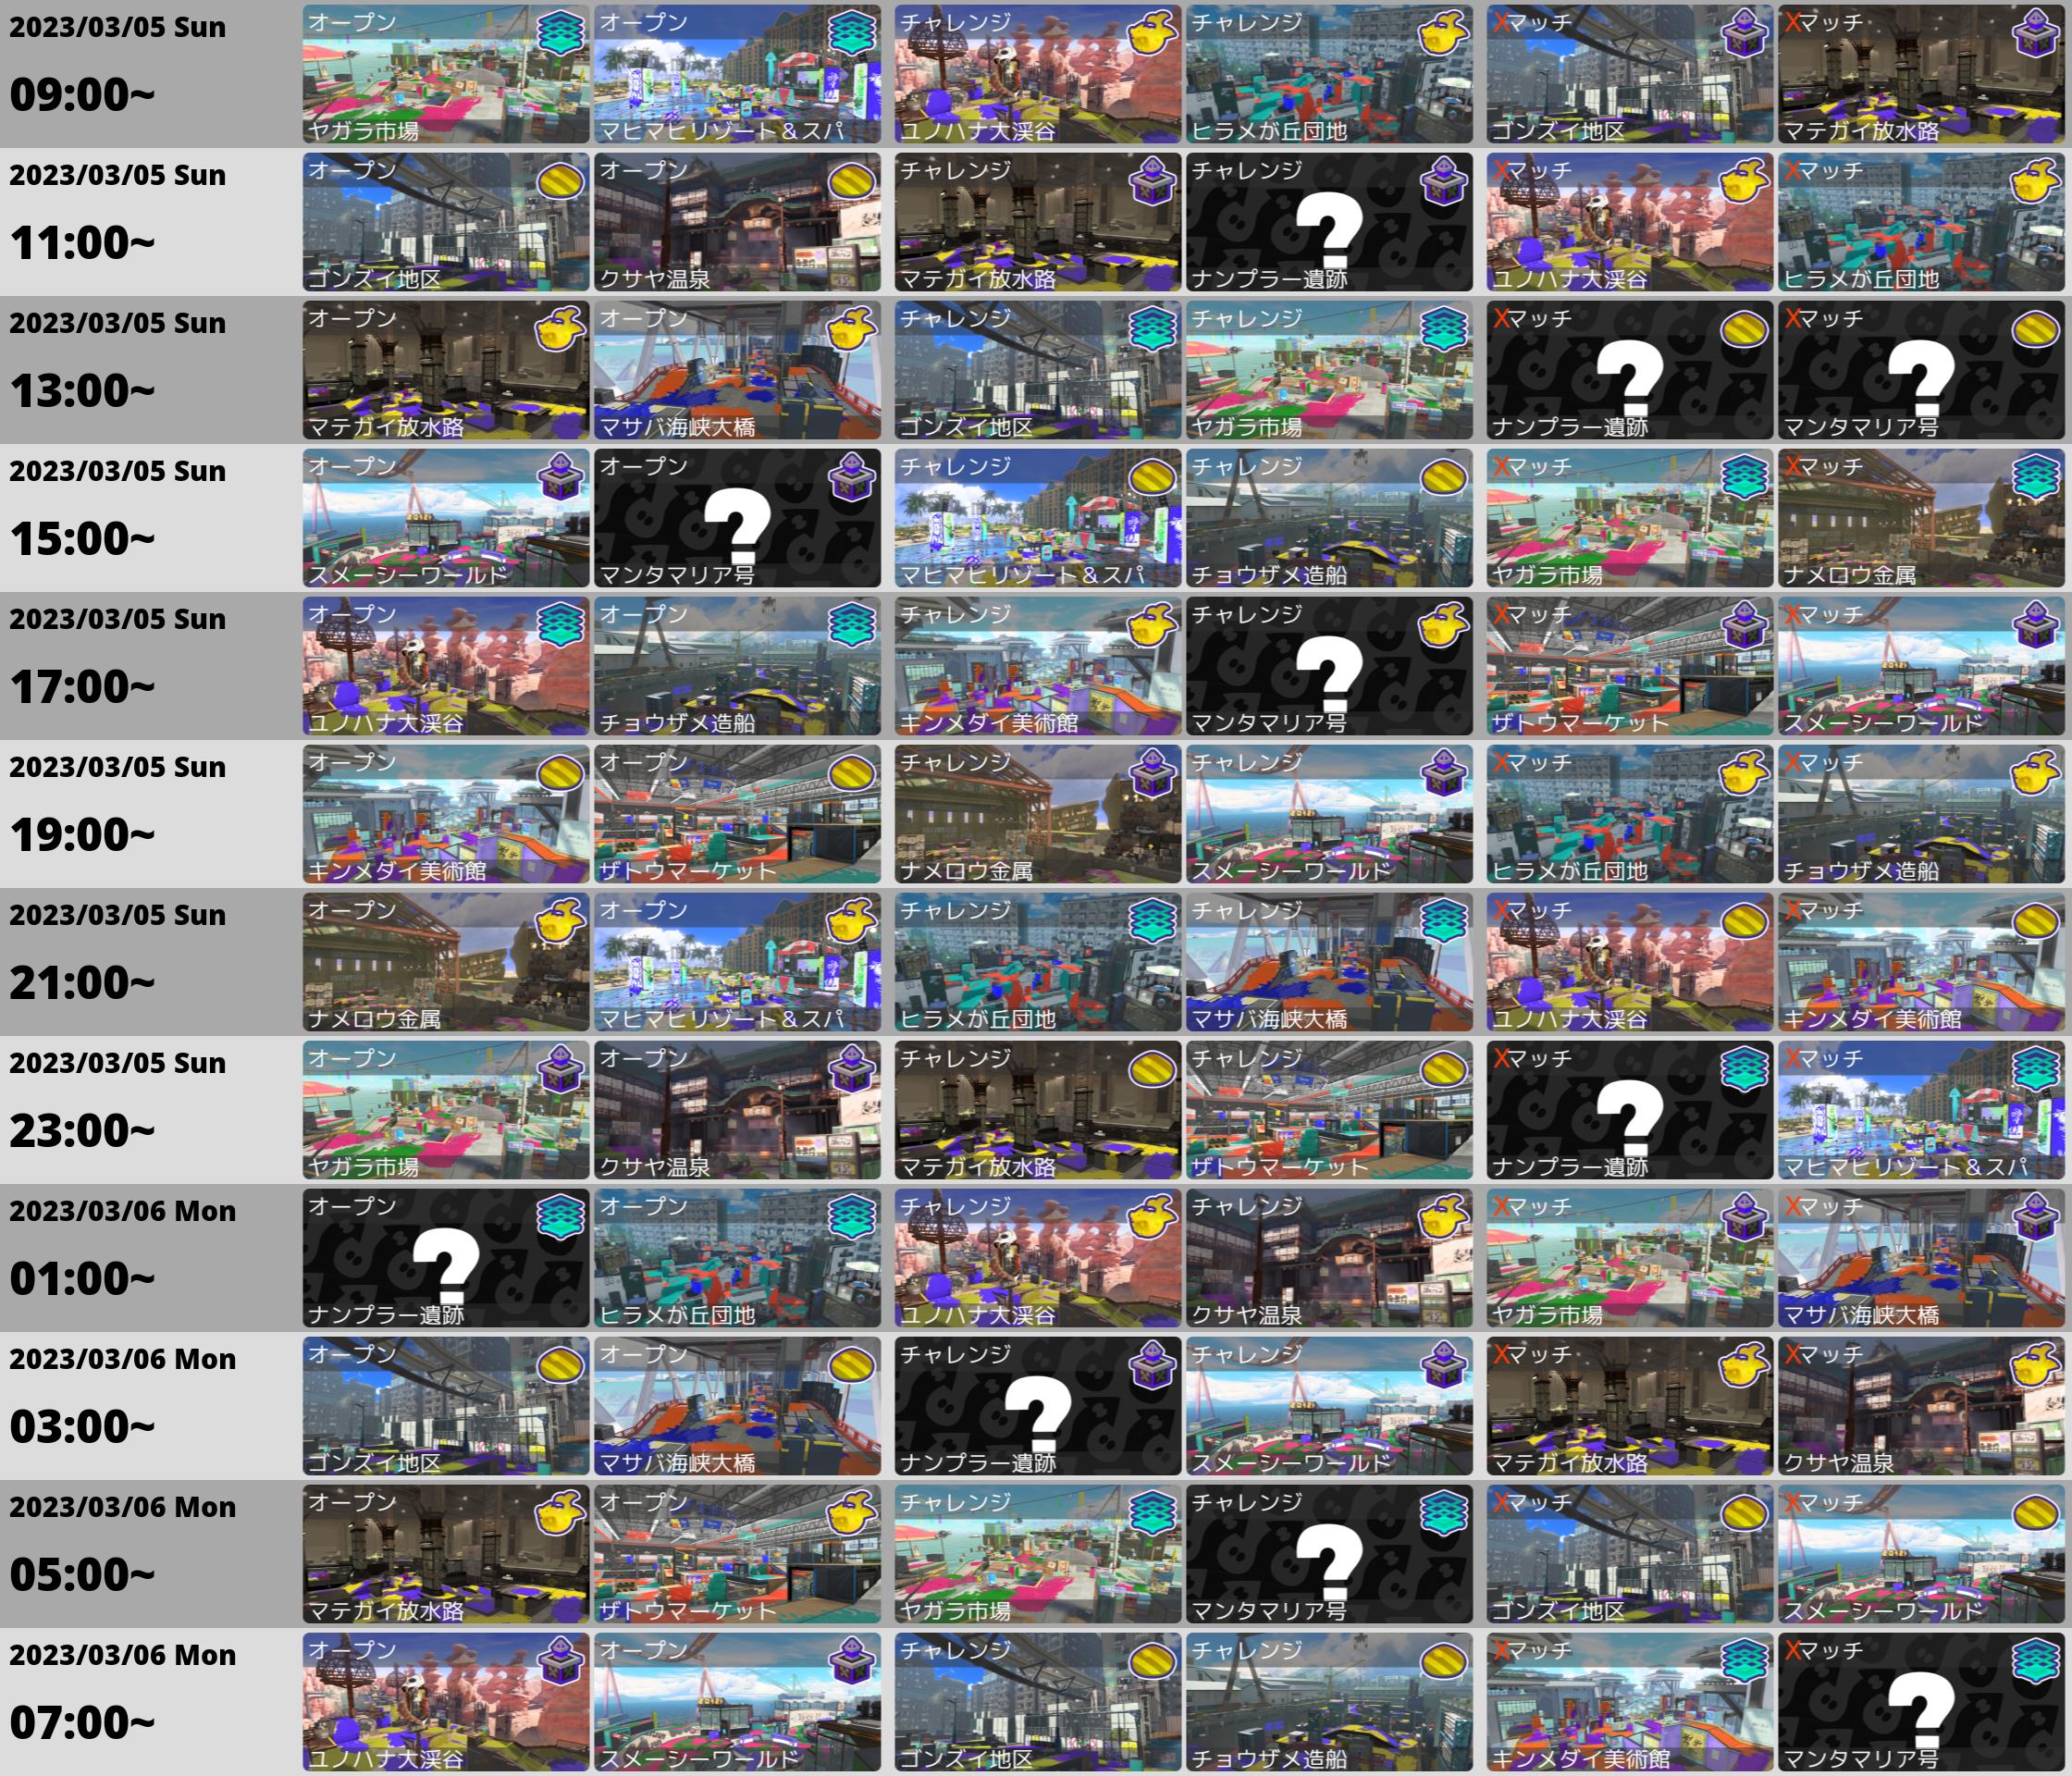 2023/03/05 Sun
09:00~
オープン オープン チャレンジ チャレンジ Xマッチ Xマッチ
ヤガラ市場 マヒマヒリゾート＆スパ ユノハナ大渓谷 ヒラメが丘団地 ゴンズイ地区 マテガイ放水路
2023/03/05 Sun
11:00~
オープン オープン チャレンジ チャレンジ Xマッチ Xマッチ
?
ゴンズイ地区 クサヤ温泉 マテガイ放水路 ナンプラー遺跡 ユノハナ大渓谷 ヒラメが丘団地
2023/03/05 Sun
13:00~
オープン オープン チャレンジ チャレンジ Xマッチ Xマッチ
? ?
マテガイ放水路 マサバ海峡大橋 ゴンズイ地区 ヤガラ市場 ナンプラー遺跡 マンタマリア号
2023/03/05 Sun
15:00~
オープン オープン チャレンジ チャレンジ Xマッチ Xマッチ
?
スメーシーワールド マンタマリア号 マヒマヒリゾート＆スパ チョウザメ造船 ヤガラ市場 ナメロウ金属
2023/03/05 Sun
17:00~
オープン オープン チャレンジ チャレンジ Xマッチ Xマッチ
?
ユノハナ大渓谷 チョウザメ造船 キンメダイ美術館 マンタマリア号 ザトウマーケット スメーシーワールド
2023/03/05 Sun
19:00~
オープン オープン チャレンジ チャレンジ Xマッチ Xマッチ
キンメダイ美術館 ザトウマーケット ナメロウ金属 スメーシーワールド ヒラメが丘団地 チョウザメ造船
2023/03/05 Sun
21:00~
オープン オープン チャレンジ チャレンジ Xマッチ Xマッチ
ナメロウ金属 マヒマヒリゾート＆スパ ヒラメが丘団地 マサバ海峡大橋 ユノハナ大渓谷 キンメダイ美術館
2023/03/05 Sun
23:00~
オープン オープン チャレンジ チャレンジ Xマッチ Xマッチ
?
ヤガラ市場 クサヤ温泉 マテガイ放水路 ザトウマーケット ナンプラー遺跡 マヒマヒリゾート＆スパ
2023/03/06 Mon
01:00~
オープン オープン チャレンジ チャレンジ Xマッチ Xマッチ
?
ナンプラー遺跡 ヒラメが丘団地 ユノハナ大渓谷 クサヤ温泉 ヤガラ市場 マサバ海峡大橋
2023/03/06 Mon
03:00~
オープン オープン チャレンジ チャレンジ Xマッチ Xマッチ
?
ゴンズイ地区 マサバ海峡大橋 ナンプラー遺跡 スメーシーワールド マテガイ放水路 クサヤ温泉
2023/03/06 Mon
05:00~
オープン オープン チャレンジ チャレンジ Xマッチ Xマッチ
?
マテガイ放水路 ザトウマーケット ヤガラ市場 マンタマリア号 ゴンズイ地区 スメーシーワールド
2023/03/06 Mon
07:00~
オープン オープン チャレンジ チャレンジ Xマッチ Xマッチ
?
ユノハナ大渓谷 スメーシーワールド ゴンズイ地区 チョウザメ造船 キンメダイ美術館 マンタマリア号